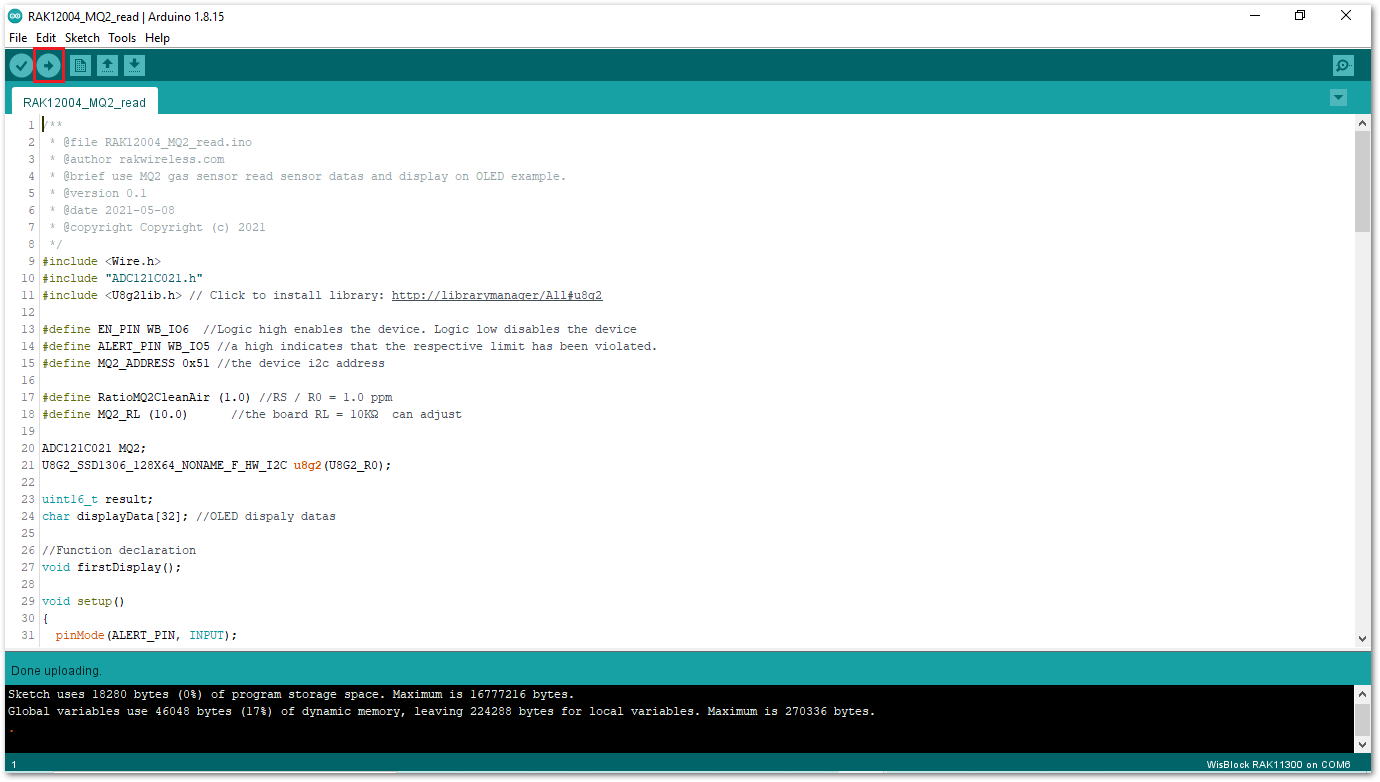 RAK12004_MQ2_read | Arduino 1.8.15
File Edit Sketch Tools Help
RAK12004_MQ2_read
1 /**
2 * @file RAK12004_MQ2_read.ino
3 * @author rakwireless.com
4 * @brief use MQ2 gas sensor read sensor datas and display on OLED example.
5 * @version 0.1
6 * @date 2021-05-08
7 * @copyright Copyright (c) 2021
8 */
9 #include <Wire.h>
10 #include "ADC121C021.h"
11 #include <U8g2lib.h> // Click to install library: http://librarymanager/All#u8g2
12
13 #define EN_PIN WB_IO6  //Logic high enables the device. Logic low disables the device
14 #define ALERT_PIN WB_IO5 //a high indicates that the respective limit has been violated.
15 #define MQ2_ADDRESS 0x51 //the device i2c address
16
17 #define RatioMQ2CleanAir (1.0) //RS / R0 = 1.0 ppm
18 #define MQ2_RL (10.0)      //the board RL = 10KΩ  can adjust
19
20 ADC121C021 MQ2;
21 U8G2_SSD1306_128X64_NONAME_F_HW_I2C u8g2(U8G2_R0);
22
23 uint16_t result;
24 char displayData[32]; //OLED dispaly datas
25
26 //Function declaration
27 void firstDisplay();
28
29 void setup()
30 {
31   pinMode(ALERT_PIN, INPUT);
Done uploading.
Sketch uses 18280 bytes (0%) of program storage space. Maximum is 16777216 bytes.
Global variables use 46048 bytes (17%) of dynamic memory, leaving 224288 bytes for local variables. Maximum is 270336 bytes.
.
1 WisBlock RAK11300 on COM6